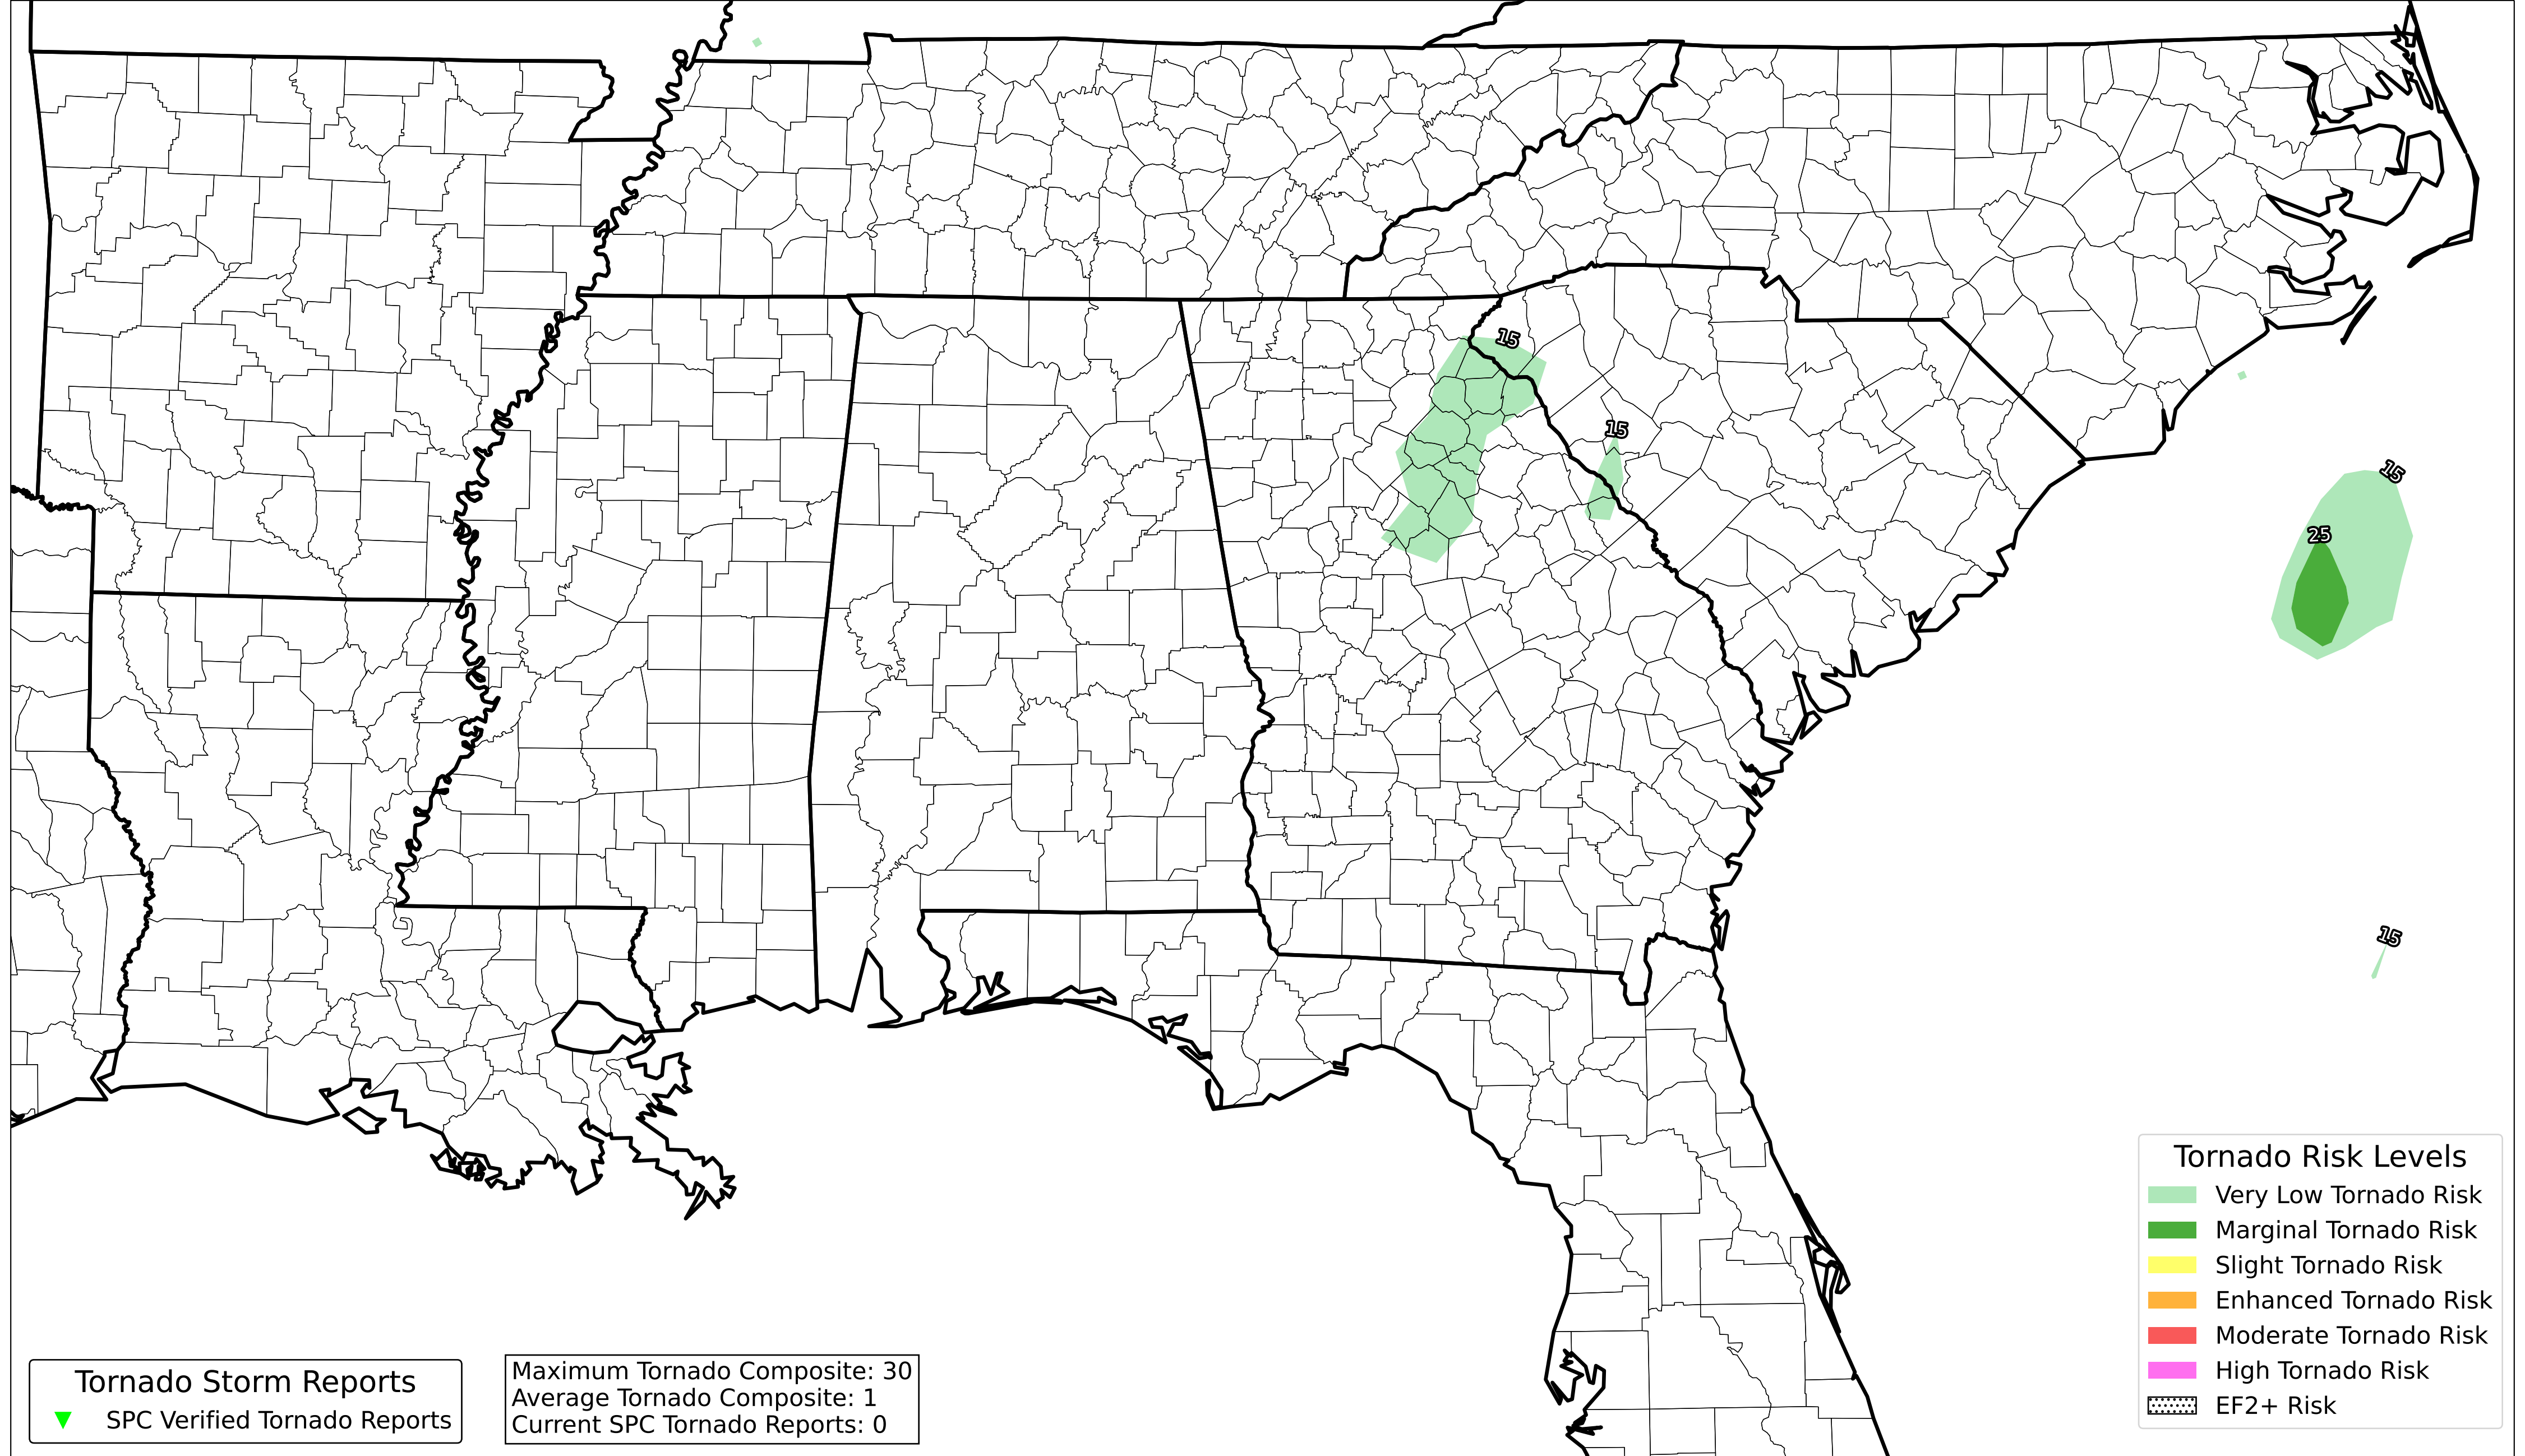 15
15
15
25
15
Tornado Risk Levels
Very Low Tornado Risk
Marginal Tornado Risk
Slight Tornado Risk
Enhanced Tornado Risk
Moderate Tornado Risk
High Tornado Risk
EF2+ Risk
Tornado Storm Reports
SPC Verified Tornado Reports
Maximum Tornado Composite: 30
Average Tornado Composite: 1
Current SPC Tornado Reports: 0